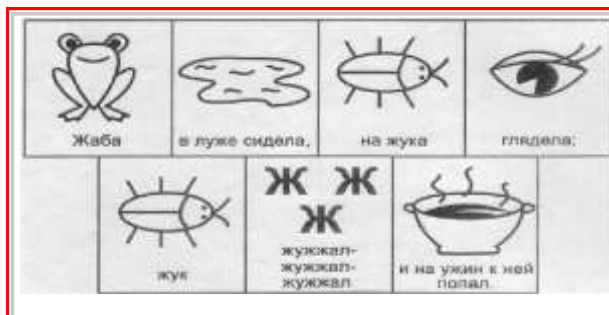 Жаба
в луже сидела,
на жука
глядела;
жук
Ж Ж
Ж
жужжал-
жужжал-
жужжал
и на ужин к ней
попал.